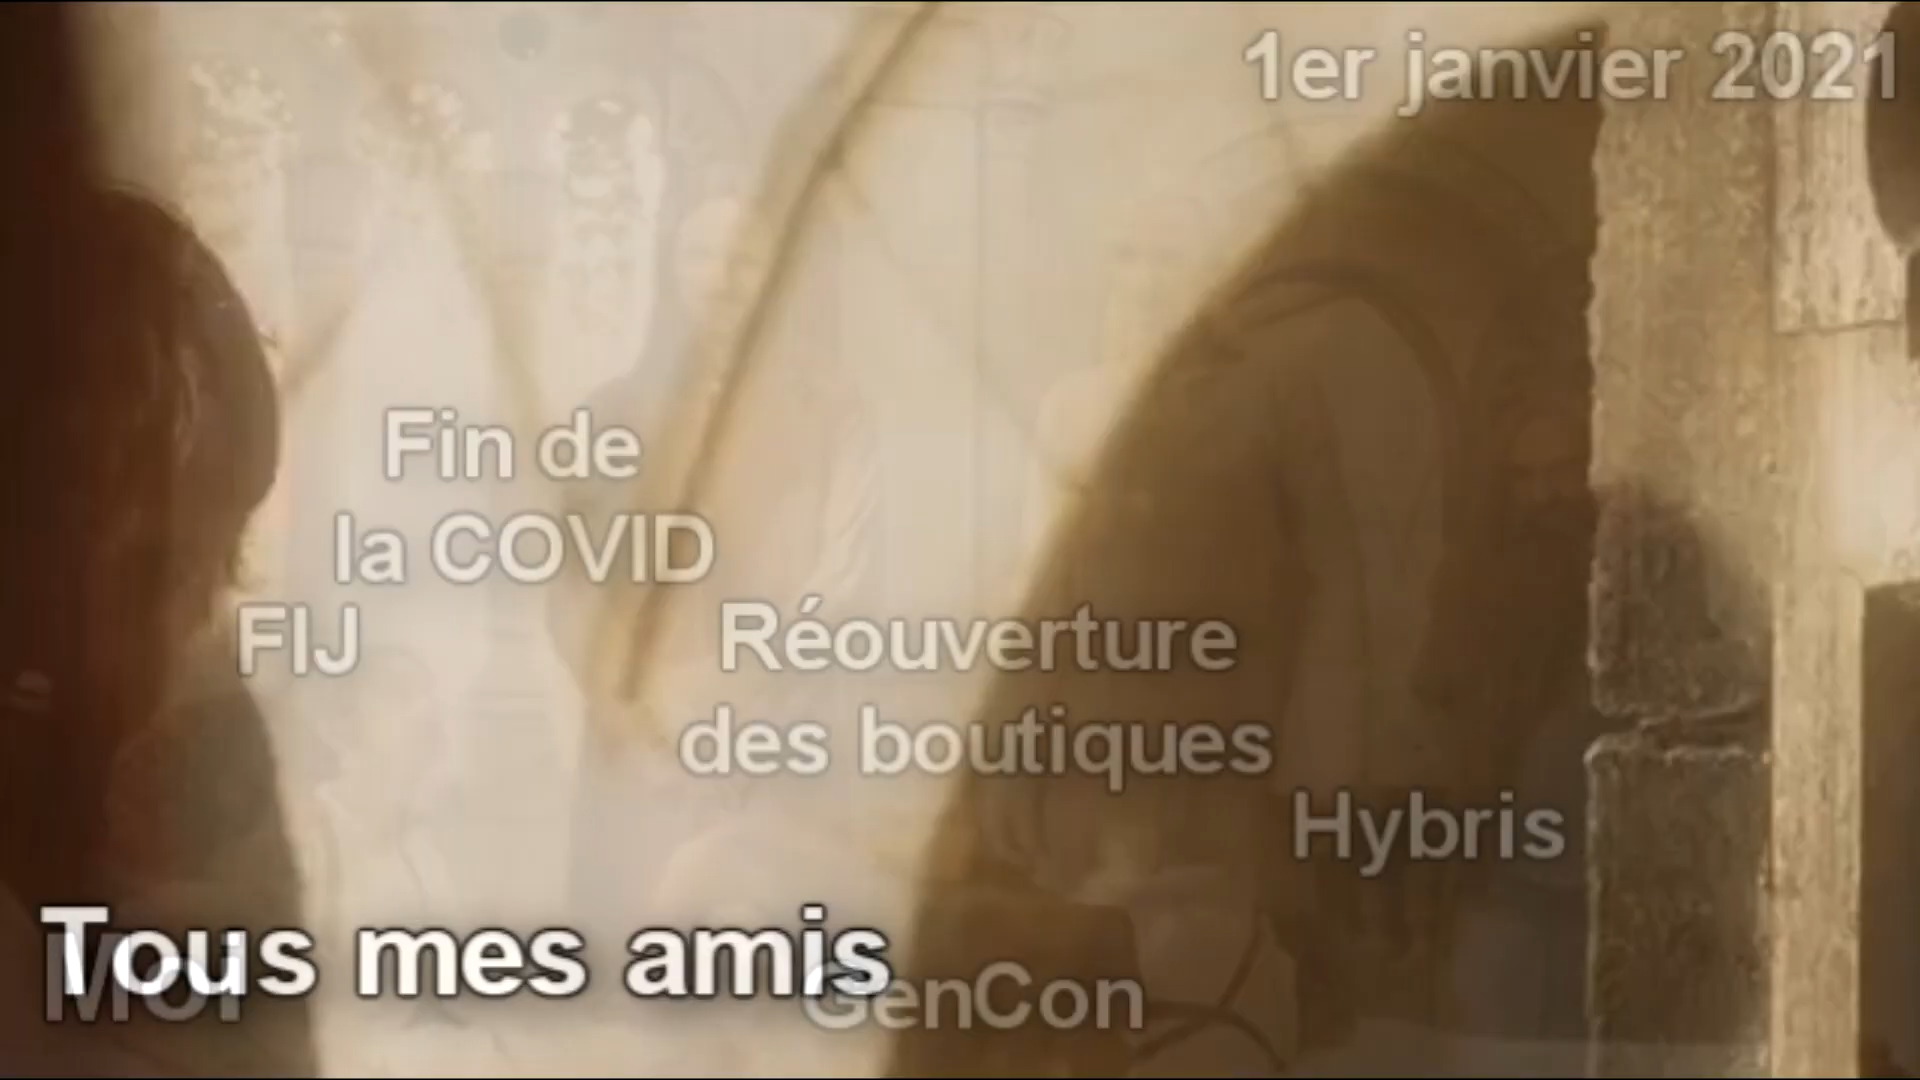 1er janvier 2021
Fin de
la COVID
FIJ
Réouverture
des boutiques
Hybris
Tous mes amis
Moi
GenCon